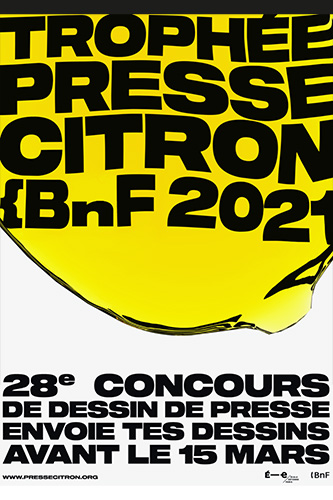 TROPHÉE
PRESSE
CITRON
{BnF 2021
28e CONCOURS
DE DESSIN DE PRESSE
ENVOIE TES DESSINS
AVANT LE 15 MARS
WWW.PRESSECITRON.ORG
É—e
{BnF